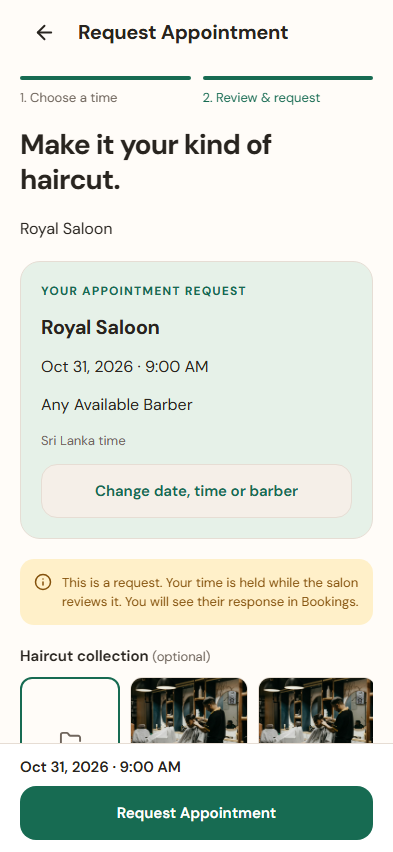 Request Appointment
1. Choose a time
2. Review & request
Make it your kind of
haircut.
Royal Saloon
YOUR APPOINTMENT REQUEST
Royal Saloon
Oct 31, 2026 · 9:00 AM
Any Available Barber
Sri Lanka time
Change date, time or barber
This is a request. Your time is held while the salon
reviews it. You will see their response in Bookings.
Haircut collection (optional)
Oct 31, 2026 · 9:00 AM
Request Appointment